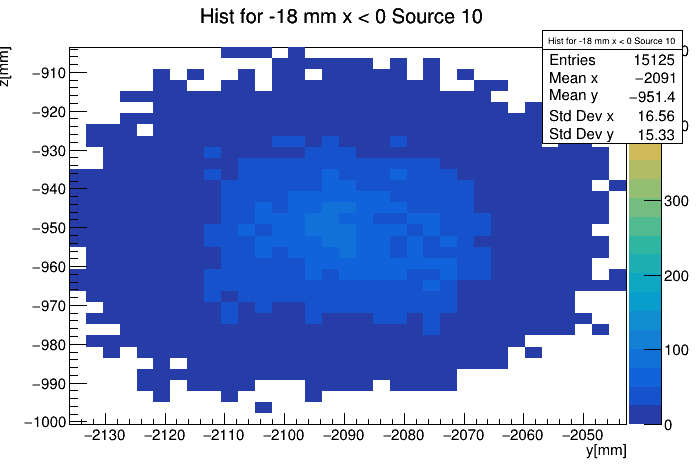 Hist for -18 mm x < 0 Source 10
z[mm]
Hist for -18 mm x < 0 Source 10
Entries 15125
Mean x −2091
Mean y −951.4
Std Dev x 16.56
Std Dev y 15.33
−910
−920
−930
−940
−950
−960
−970
−980
−990
−1000
−2130 −2120 −2110 −2100 −2090 −2080 −2070 −2060 −2050
y[mm]
300
200
100
0